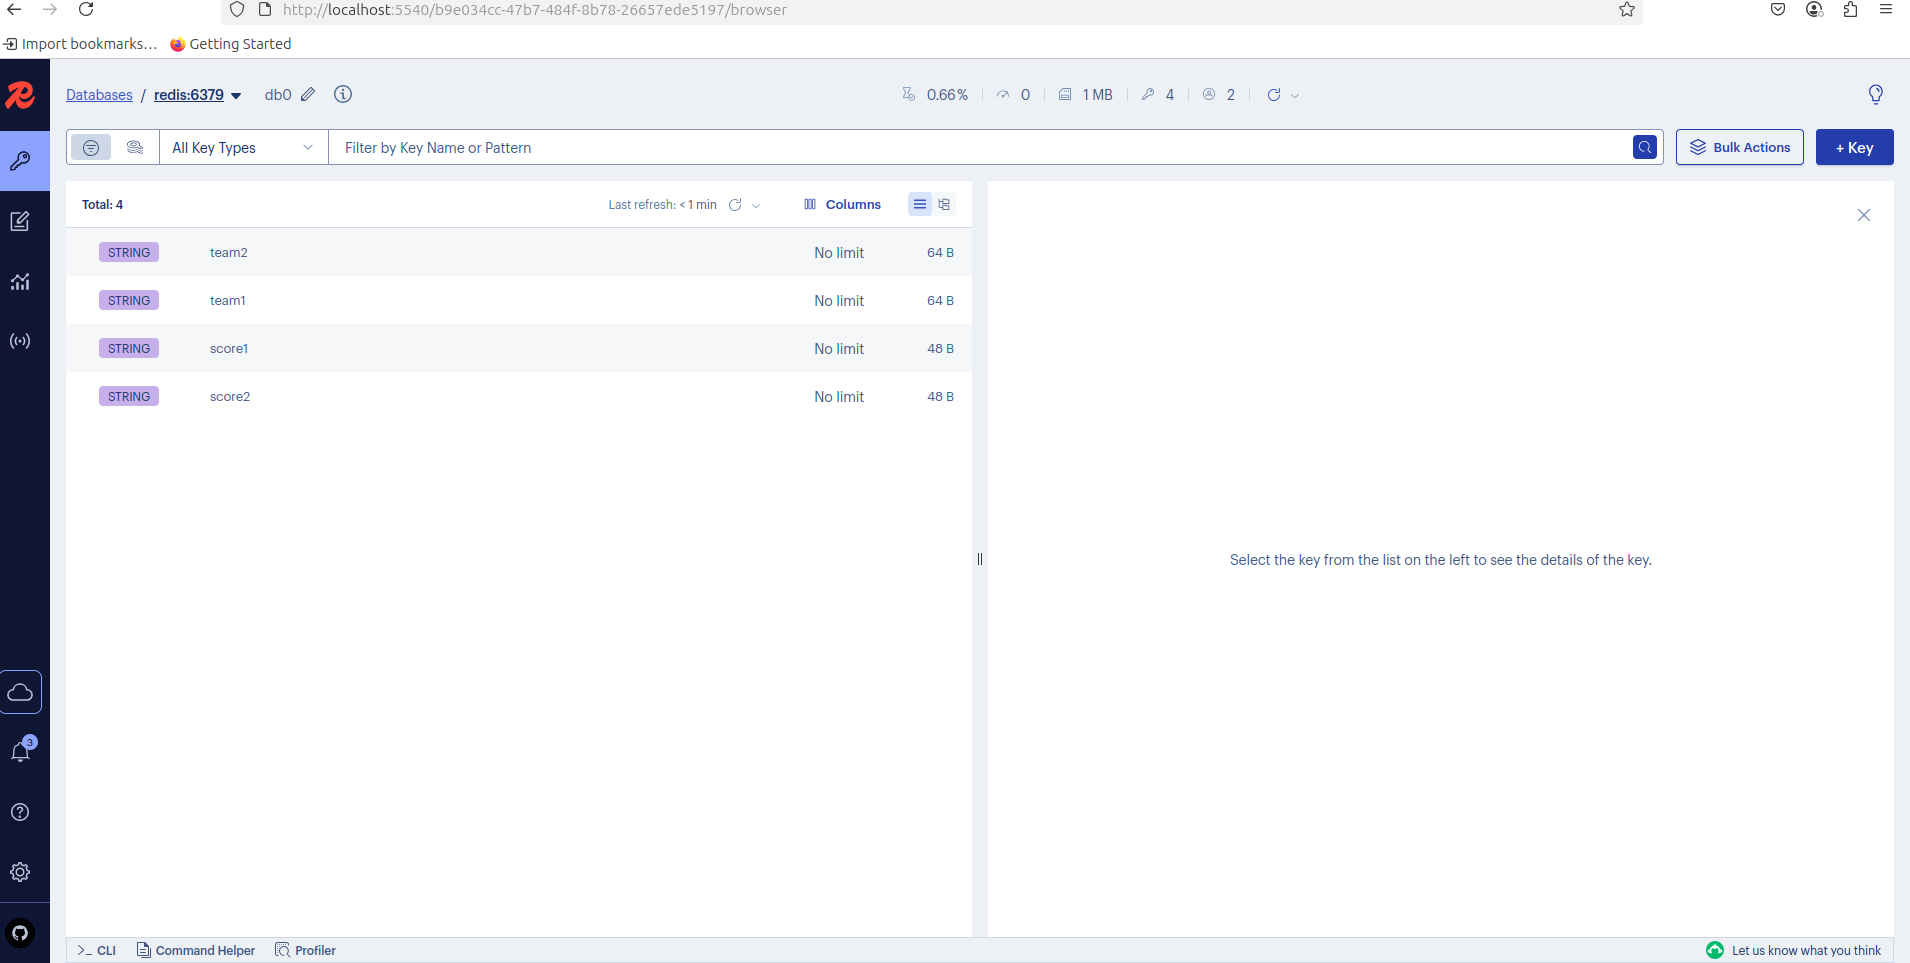 http://localhost:5540/b9e034cc-47b7-484f-8b78-26657ede5197/browser
Import bookmarks… Getting Started
Databases / redis:6379 db0 0.66% 0 1 MB 4 2
All Key Types Filter by Key Name or Pattern Bulk Actions + Key
Total: 4 Last refresh: < 1 min Columns
STRING team2 No limit 64 B
STRING team1 No limit 64 B
STRING score1 No limit 48 B
STRING score2 No limit 48 B
Select the key from the list on the left to see the details of the key.
3
>_ CLI Command Helper Profiler Let us know what you think